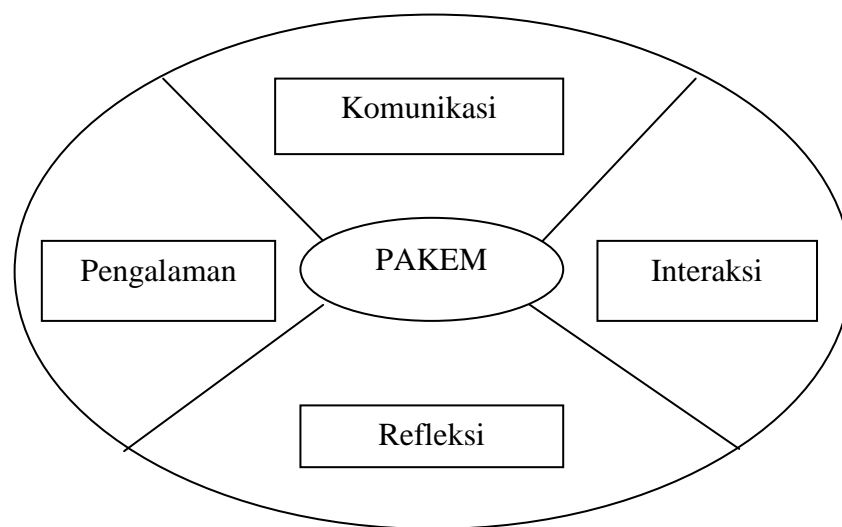 Komunikasi
Pengalaman
PAKEM
Interaksi
Refleksi